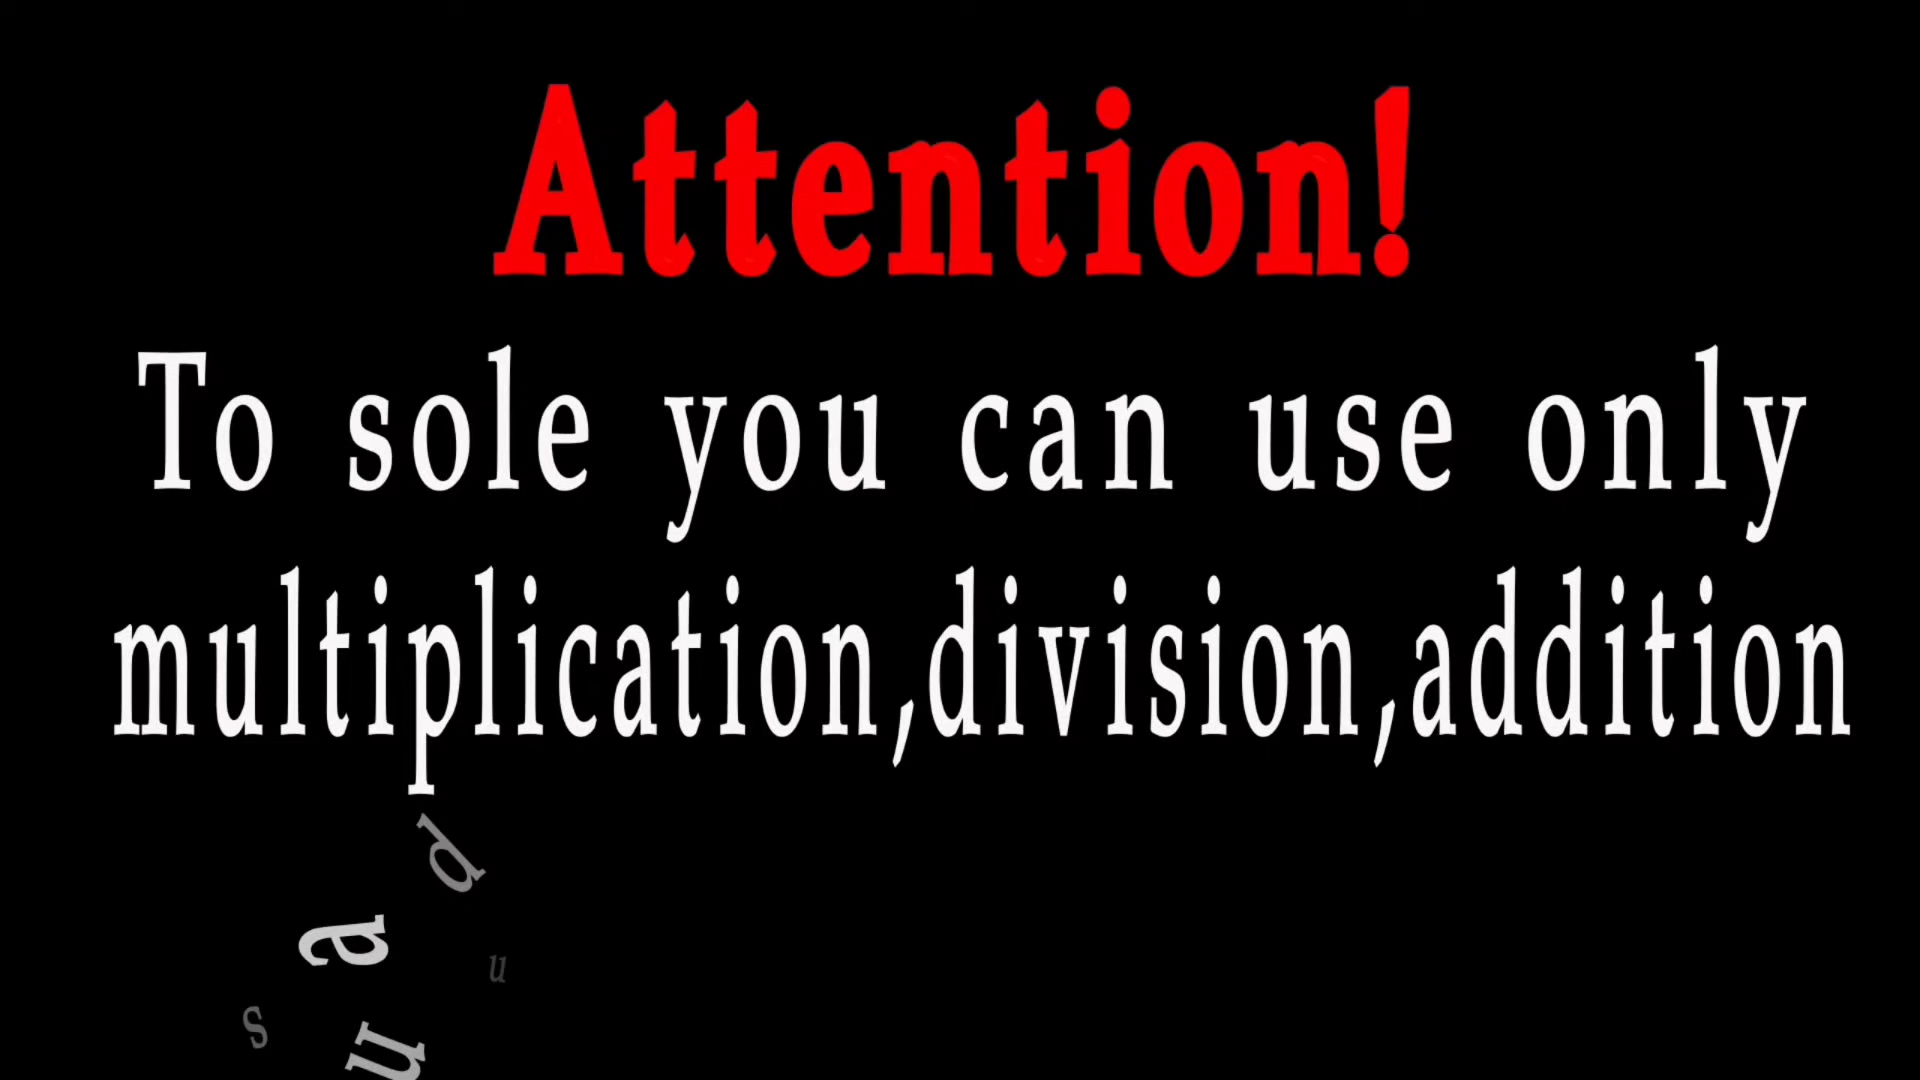 Attention!
To sole you can use only
multiplication,division,addition